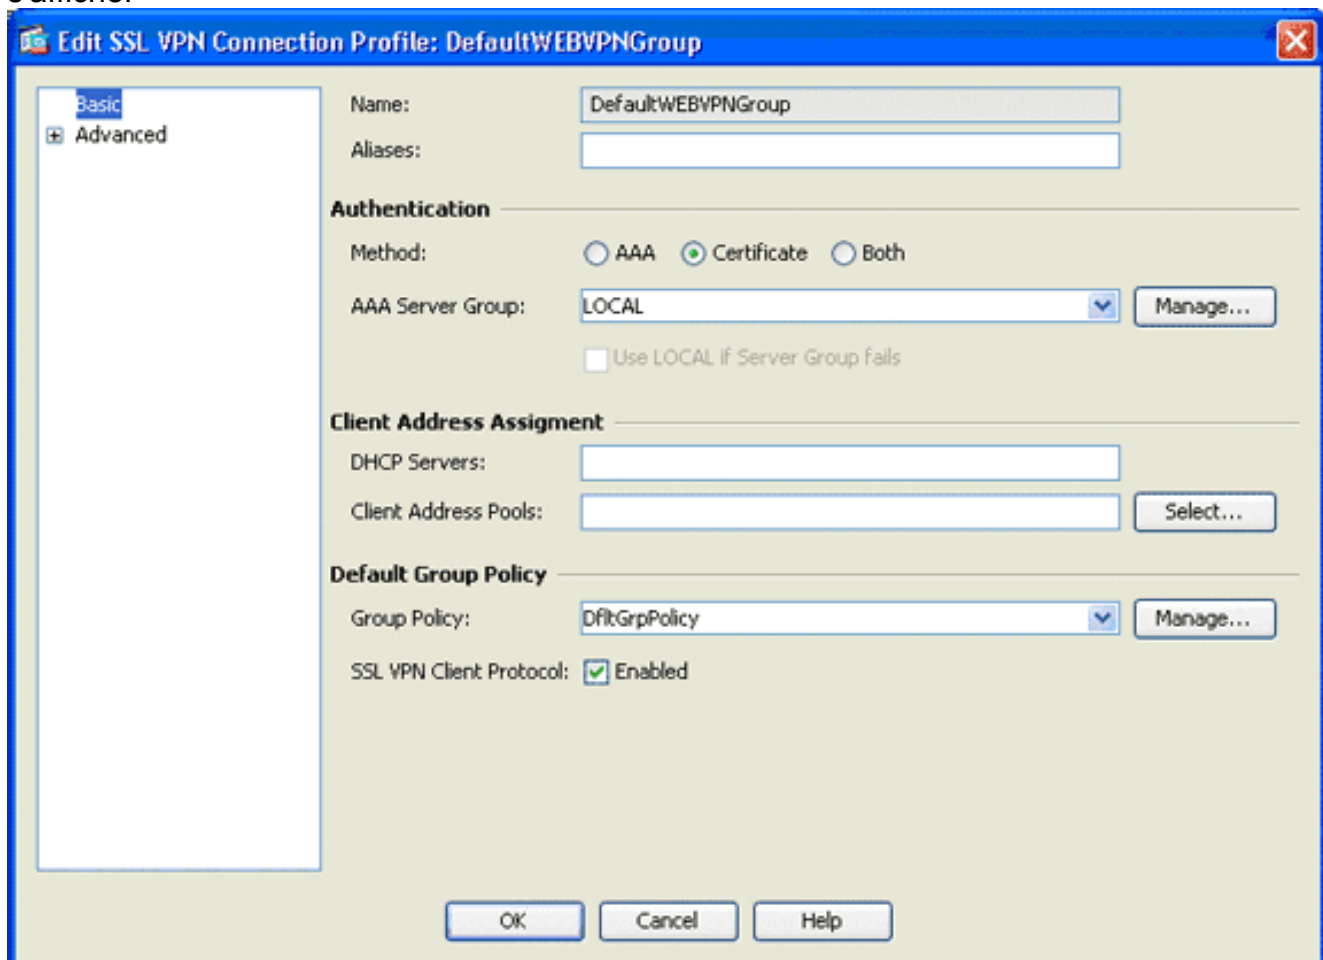 Edit SSL VPN Connection Profile: DefaultWEBVPNGroup
Basic
Advanced
Name: DefaultWEBVPNGroup
Aliases:
Authentication
Method: AAA Certificate Both
AAA Server Group: LOCAL Manage...
Use LOCAL if Server Group fails
Client Address Assigment
DHCP Servers:
Client Address Pools: Select...
Default Group Policy
Group Policy: DfltGrpPolicy Manage...
SSL VPN Client Protocol: Enabled
OK Cancel Help